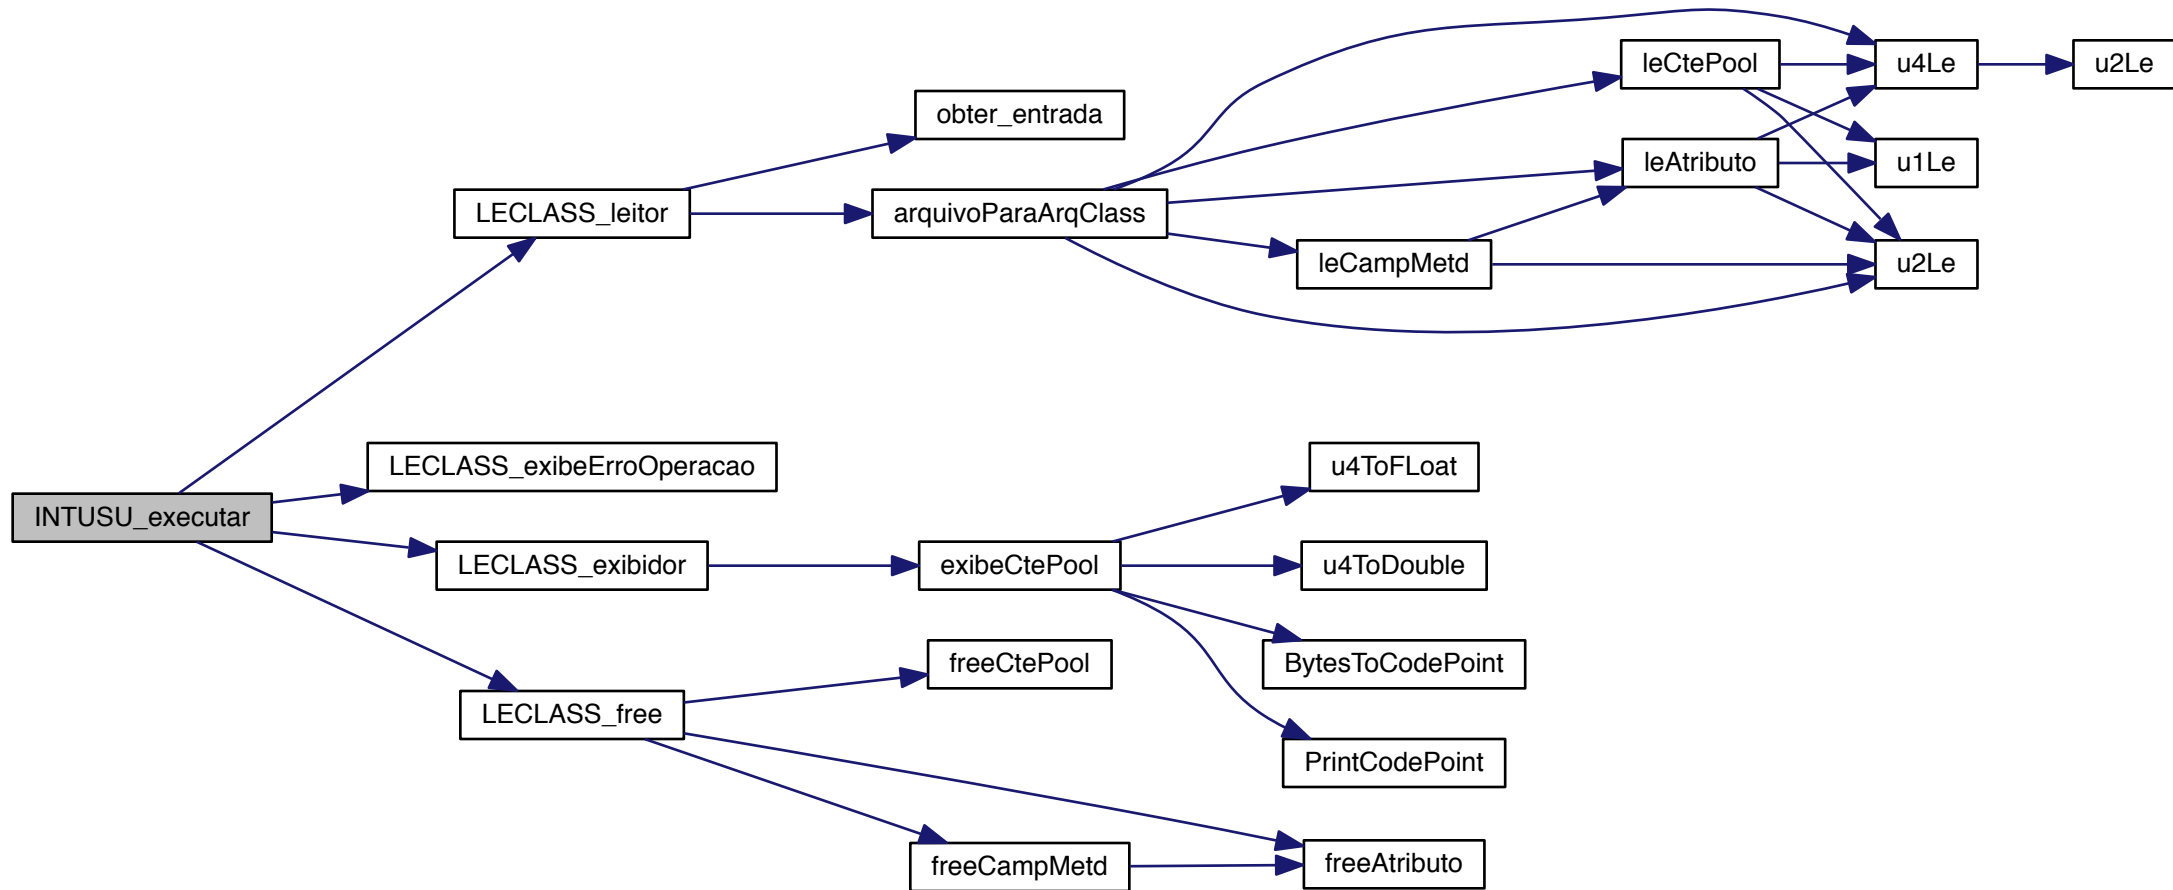 leCtePool
u4Le
u2Le
obter_entrada
leAtributo
u1Le
LECLASS_leitor
arquivoParaArqClass
leCampMetd
u2Le
LECLASS_exibeErroOperacao
u4ToFLoat
INTUSU_executar
LECLASS_exibidor
exibeCtePool
u4ToDouble
freeCtePool
BytesToCodePoint
LECLASS_free
PrintCodePoint
freeCampMetd
freeAtributo